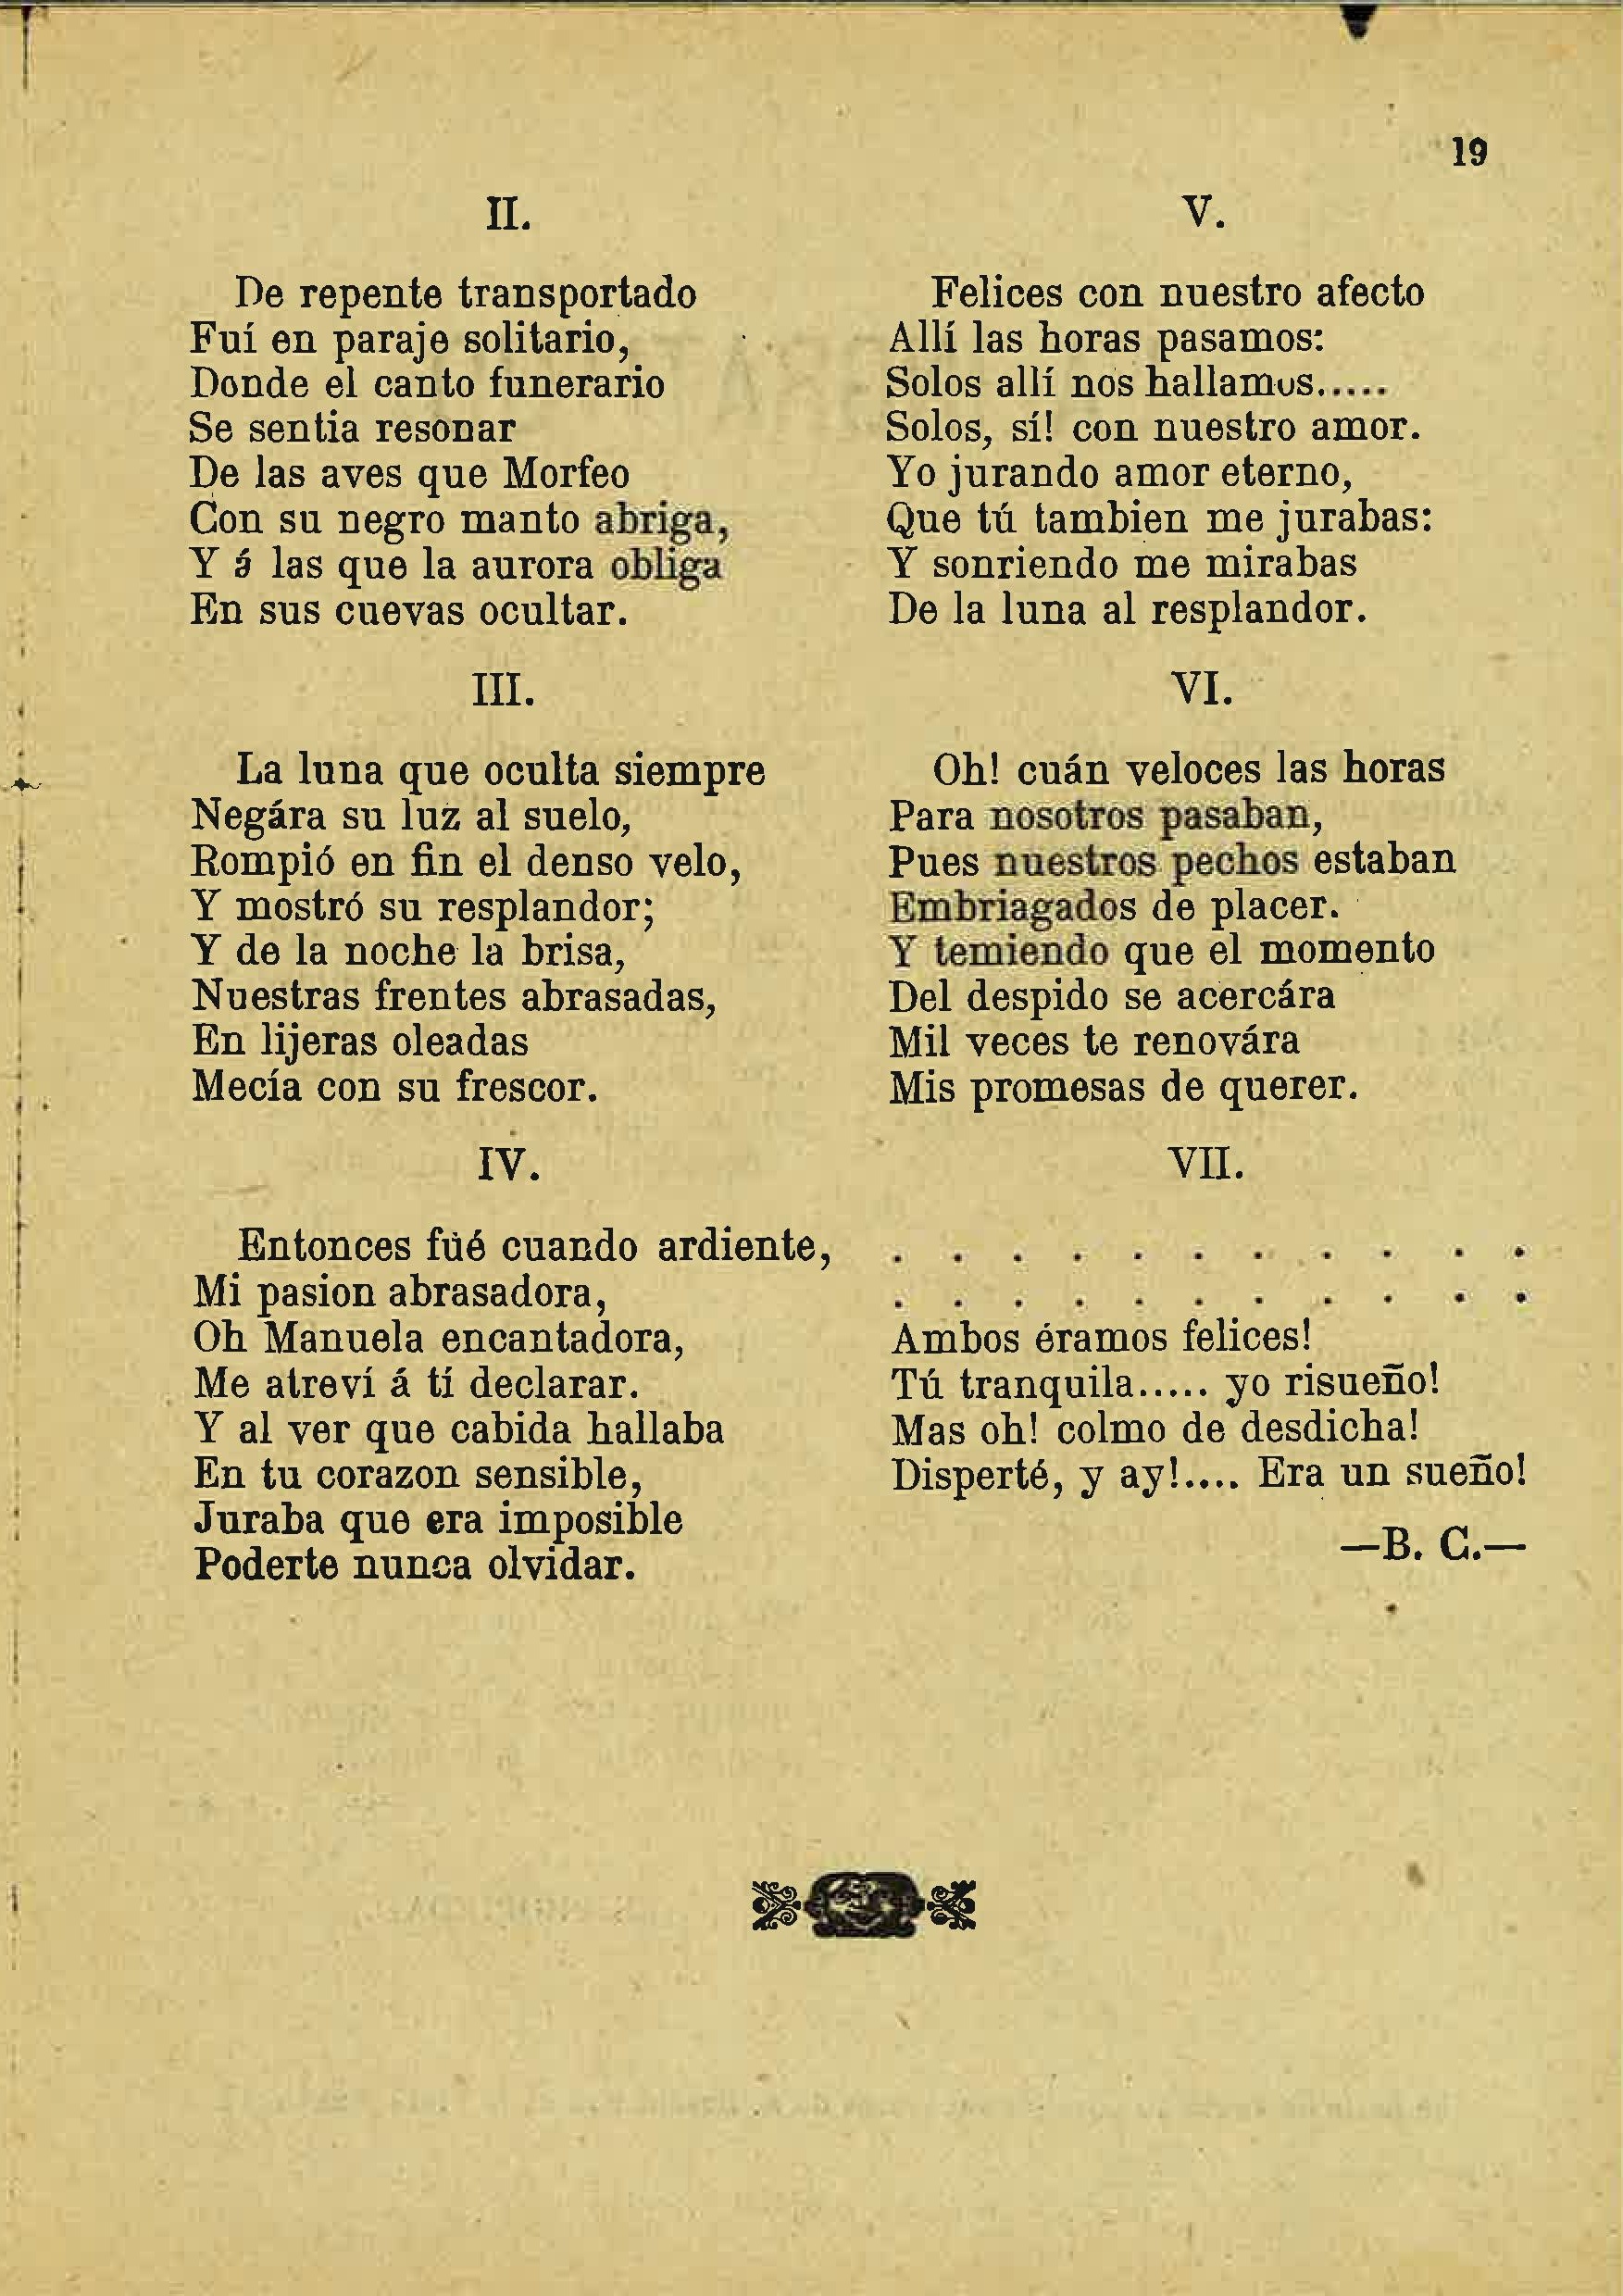 19
II.
De repente transportado
Fuí en paraje solitario,
Donde el canto funerario
Se sentia resonar
De las aves que Morfeo
Con su negro manto abriga,
Y á las que la aurora obliga
En sus cuevas ocultar.
III.
La luna que oculta siempre
Negára su luz al suelo,
Rompió en fin el denso velo,
Y mostró su resplandor;
Y de la noche la brisa,
Nuestras frentes abrasadas,
En lijeras oleadas
Mecía con su frescor.
IV.
Entonces fúé cuando ardiente,
Mi pasion abrasadora,
Oh Manuela encantadora,
Me atreví á tí declarar.
Y al ver que cabida hallaba
En tu corazon sensible,
Juraba que era imposible
Poderte nunca olvidar.
V.
Felices con nuestro afecto
Allí las horas pasamos:
Solos allí nos hallamos.....
Solos, sí! con nuestro amor.
Yo jurando amor eterno,
Que tú tambien me jurabas:
Y sonriendo me mirabas
De la luna al resplandor.
VI.
Oh! cuán veloces las horas
Para nosotros pasaban,
Pues nuestros pechos estaban
Embriagados de placer.
Y temiendo que el momento
Del despido se acercára
Mil veces te renovára
Mis promesas de querer.
VII.
. . . . . . . . . . .
. . . . . . . . . . .
Ambos éramos felices!
Tú tranquila..... yo risueño!
Mas oh! colmo de desdicha!
Disperté, y ay!.... Era un sueño!
—B. C.—